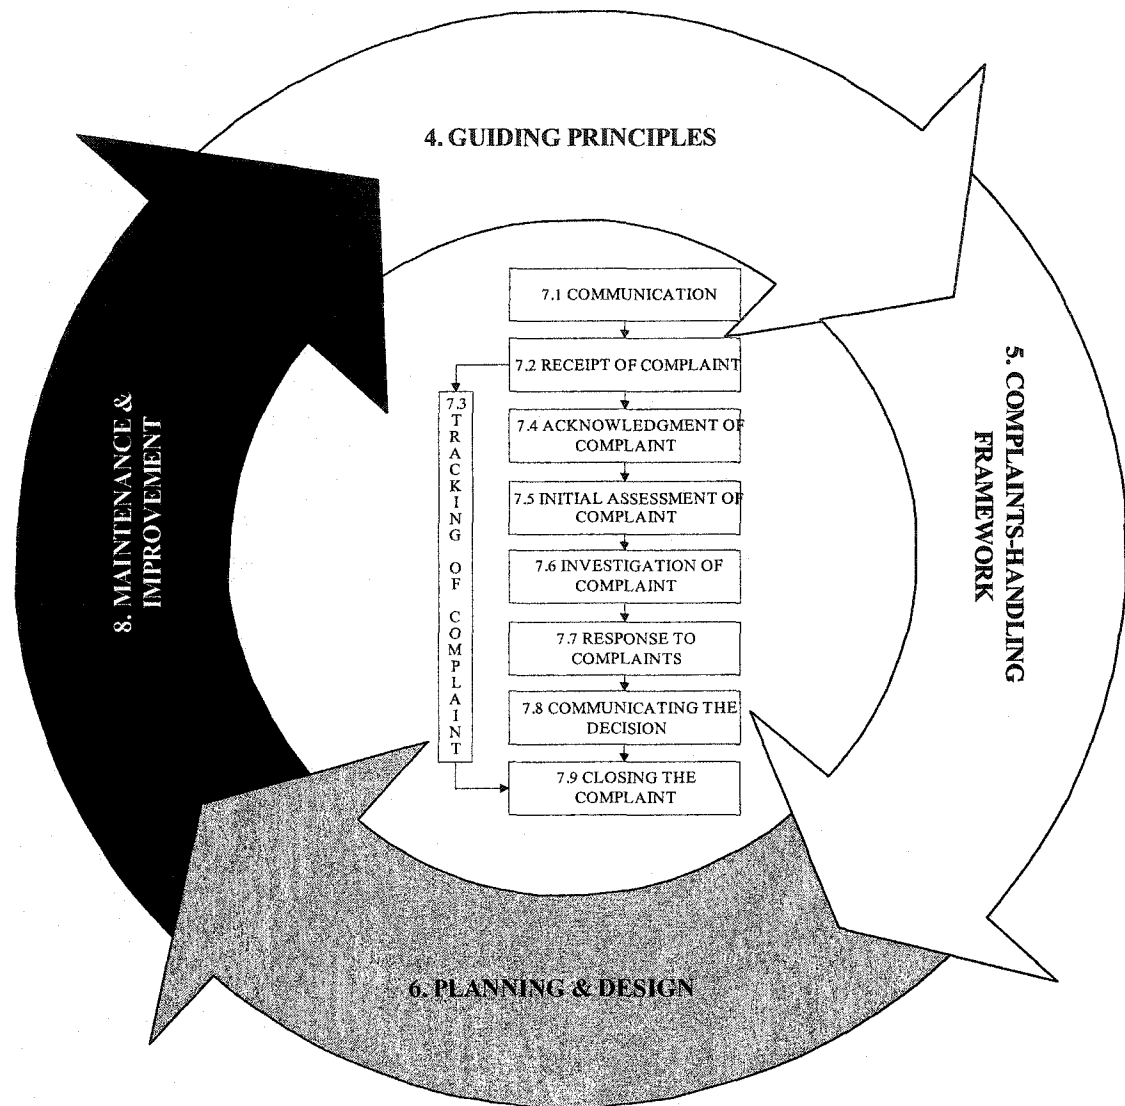 4. GUIDING PRINCIPLES
7.1 COMMUNICATION
7.2 RECEIPT OF COMPLAINT
7.3 TRACKING OF COMPLAINT
7.4 ACKNOWLEDGMENT OF
COMPLAINT
7.5 INITIAL ASSESSMENT OF
COMPLAINT
7.6 INVESTIGATION OF
COMPLAINT
7.7 RESPONSE TO
COMPLAINTS
7.8 COMMUNICATING THE
DECISION
7.9 CLOSING THE
COMPLAINT
5. COMPLAINTS-HANDLING
FRAMEWORK
6. PLANNING & DESIGN
8. MAINTENANCE &
IMPROVEMENT